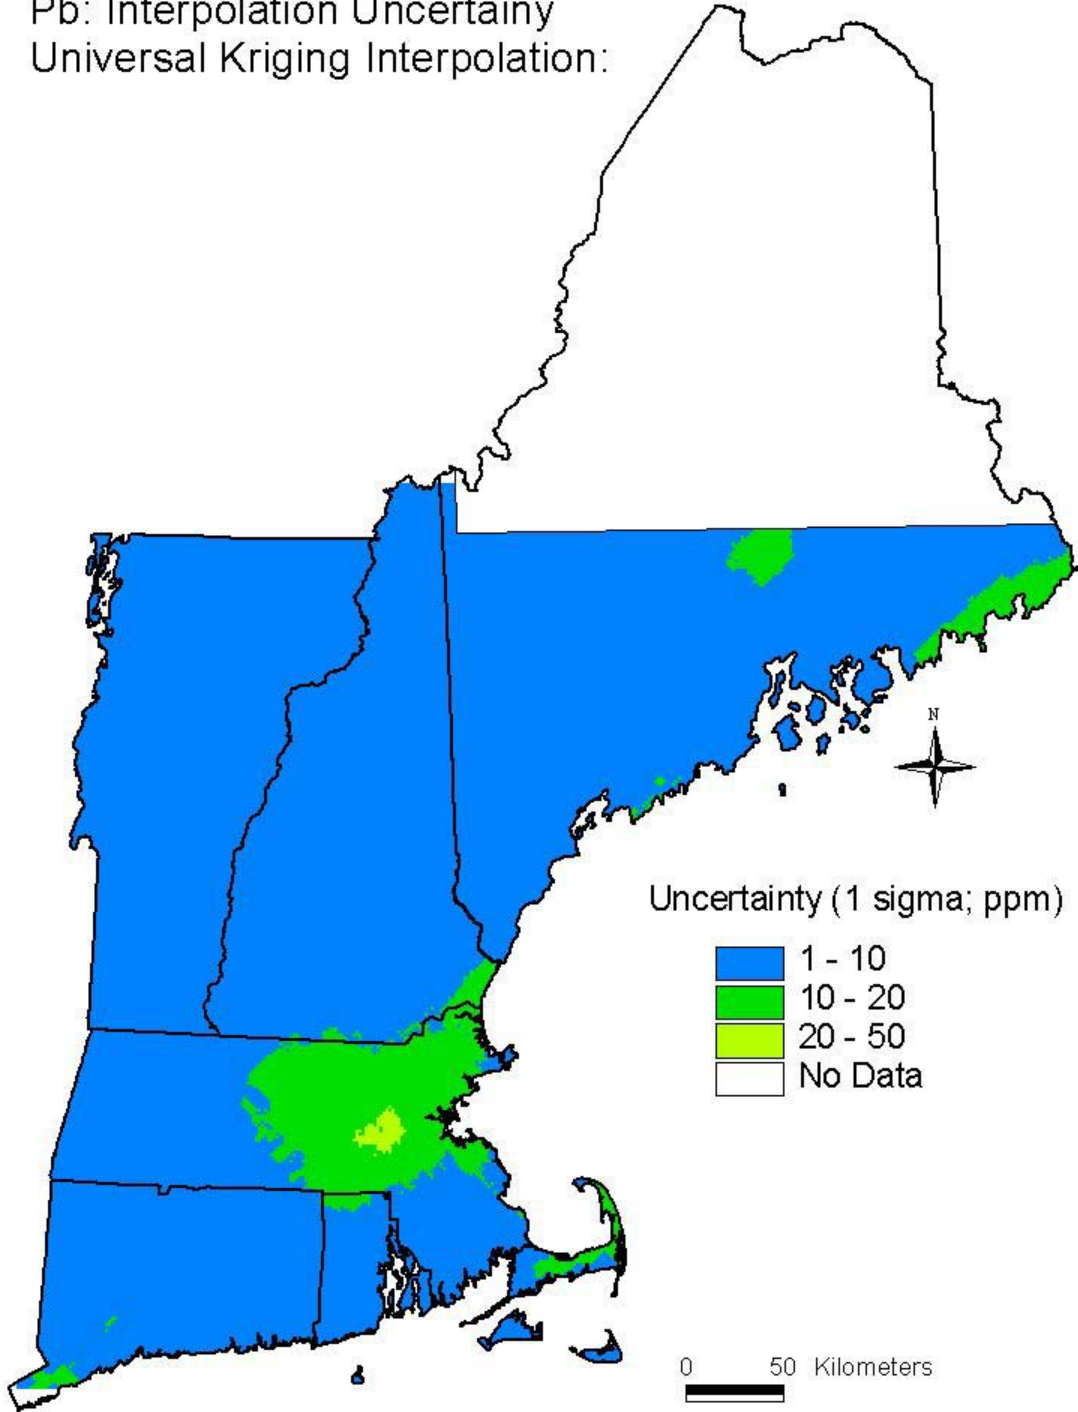 Pb: Interpolation Uncertainy
Universal Kriging Interpolation:
N
Uncertainty (1 sigma; ppm)
1 - 10
10 - 20
20 - 50
No Data
0 50 Kilometers